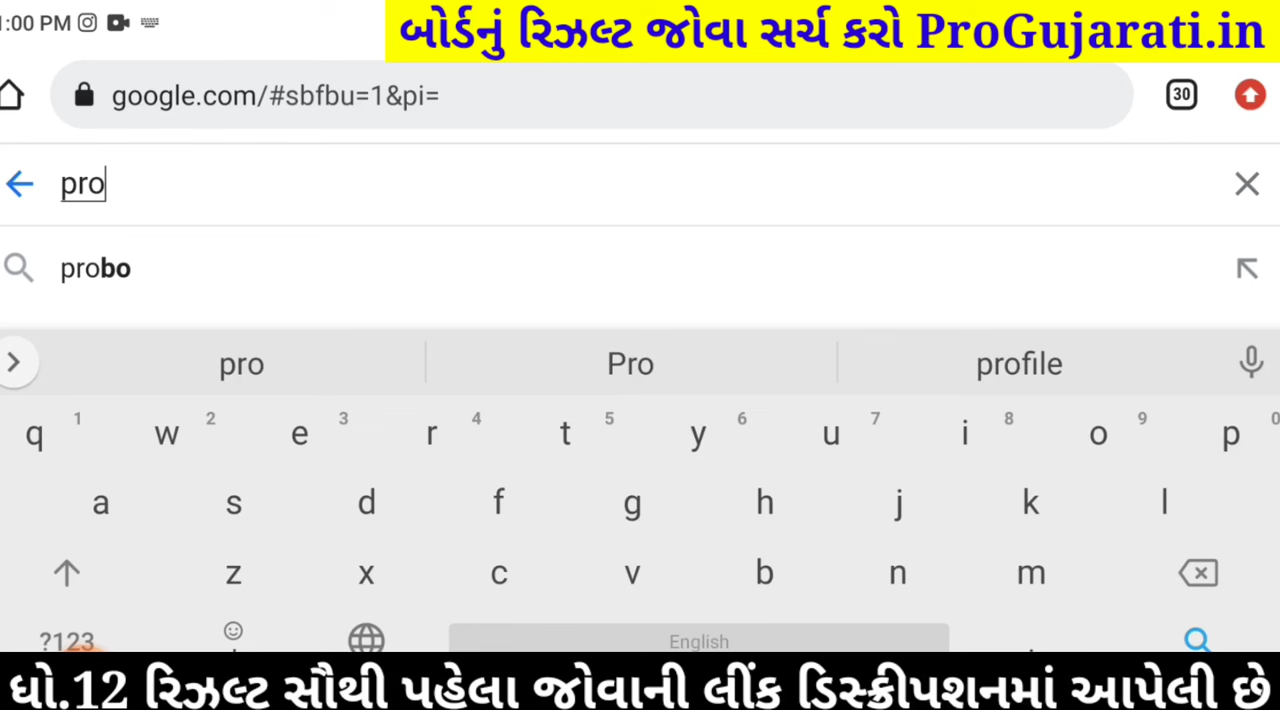 1:00 PM
બોર્ડનું રિઝલ્ટ જોવા સર્ચ કરો ProGujarati.in
google.com/#sbfbu=1&pi=
30
pro
probo
pro Pro profile
q 1 w 2 e 3 r 4 t 5 y 6 u 7 i 8 o 9 p 0
a s d f g h j k l
z x c v b n m
?123 English
ધો.12 રિઝલ્ટ સૌથી પહેલા જોવાની લીંક ડિસ્ક્રીપશનમાં આપેલી છે